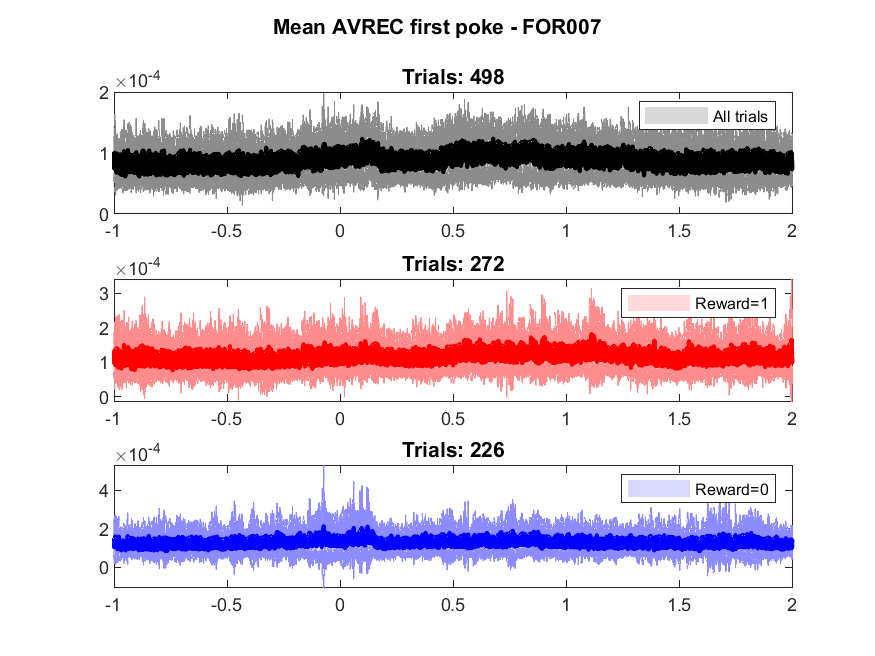 Mean AVREC first poke - FOR007
Trials: 498
×10-4
All trials
2
1
0
-1 -0.5 0 0.5 1 1.5 2
Trials: 272
×10-4
Reward=1
3
2
1
0
-1 -0.5 0 0.5 1 1.5 2
Trials: 226
×10-4
Reward=0
4
2
0
-1 -0.5 0 0.5 1 1.5 2